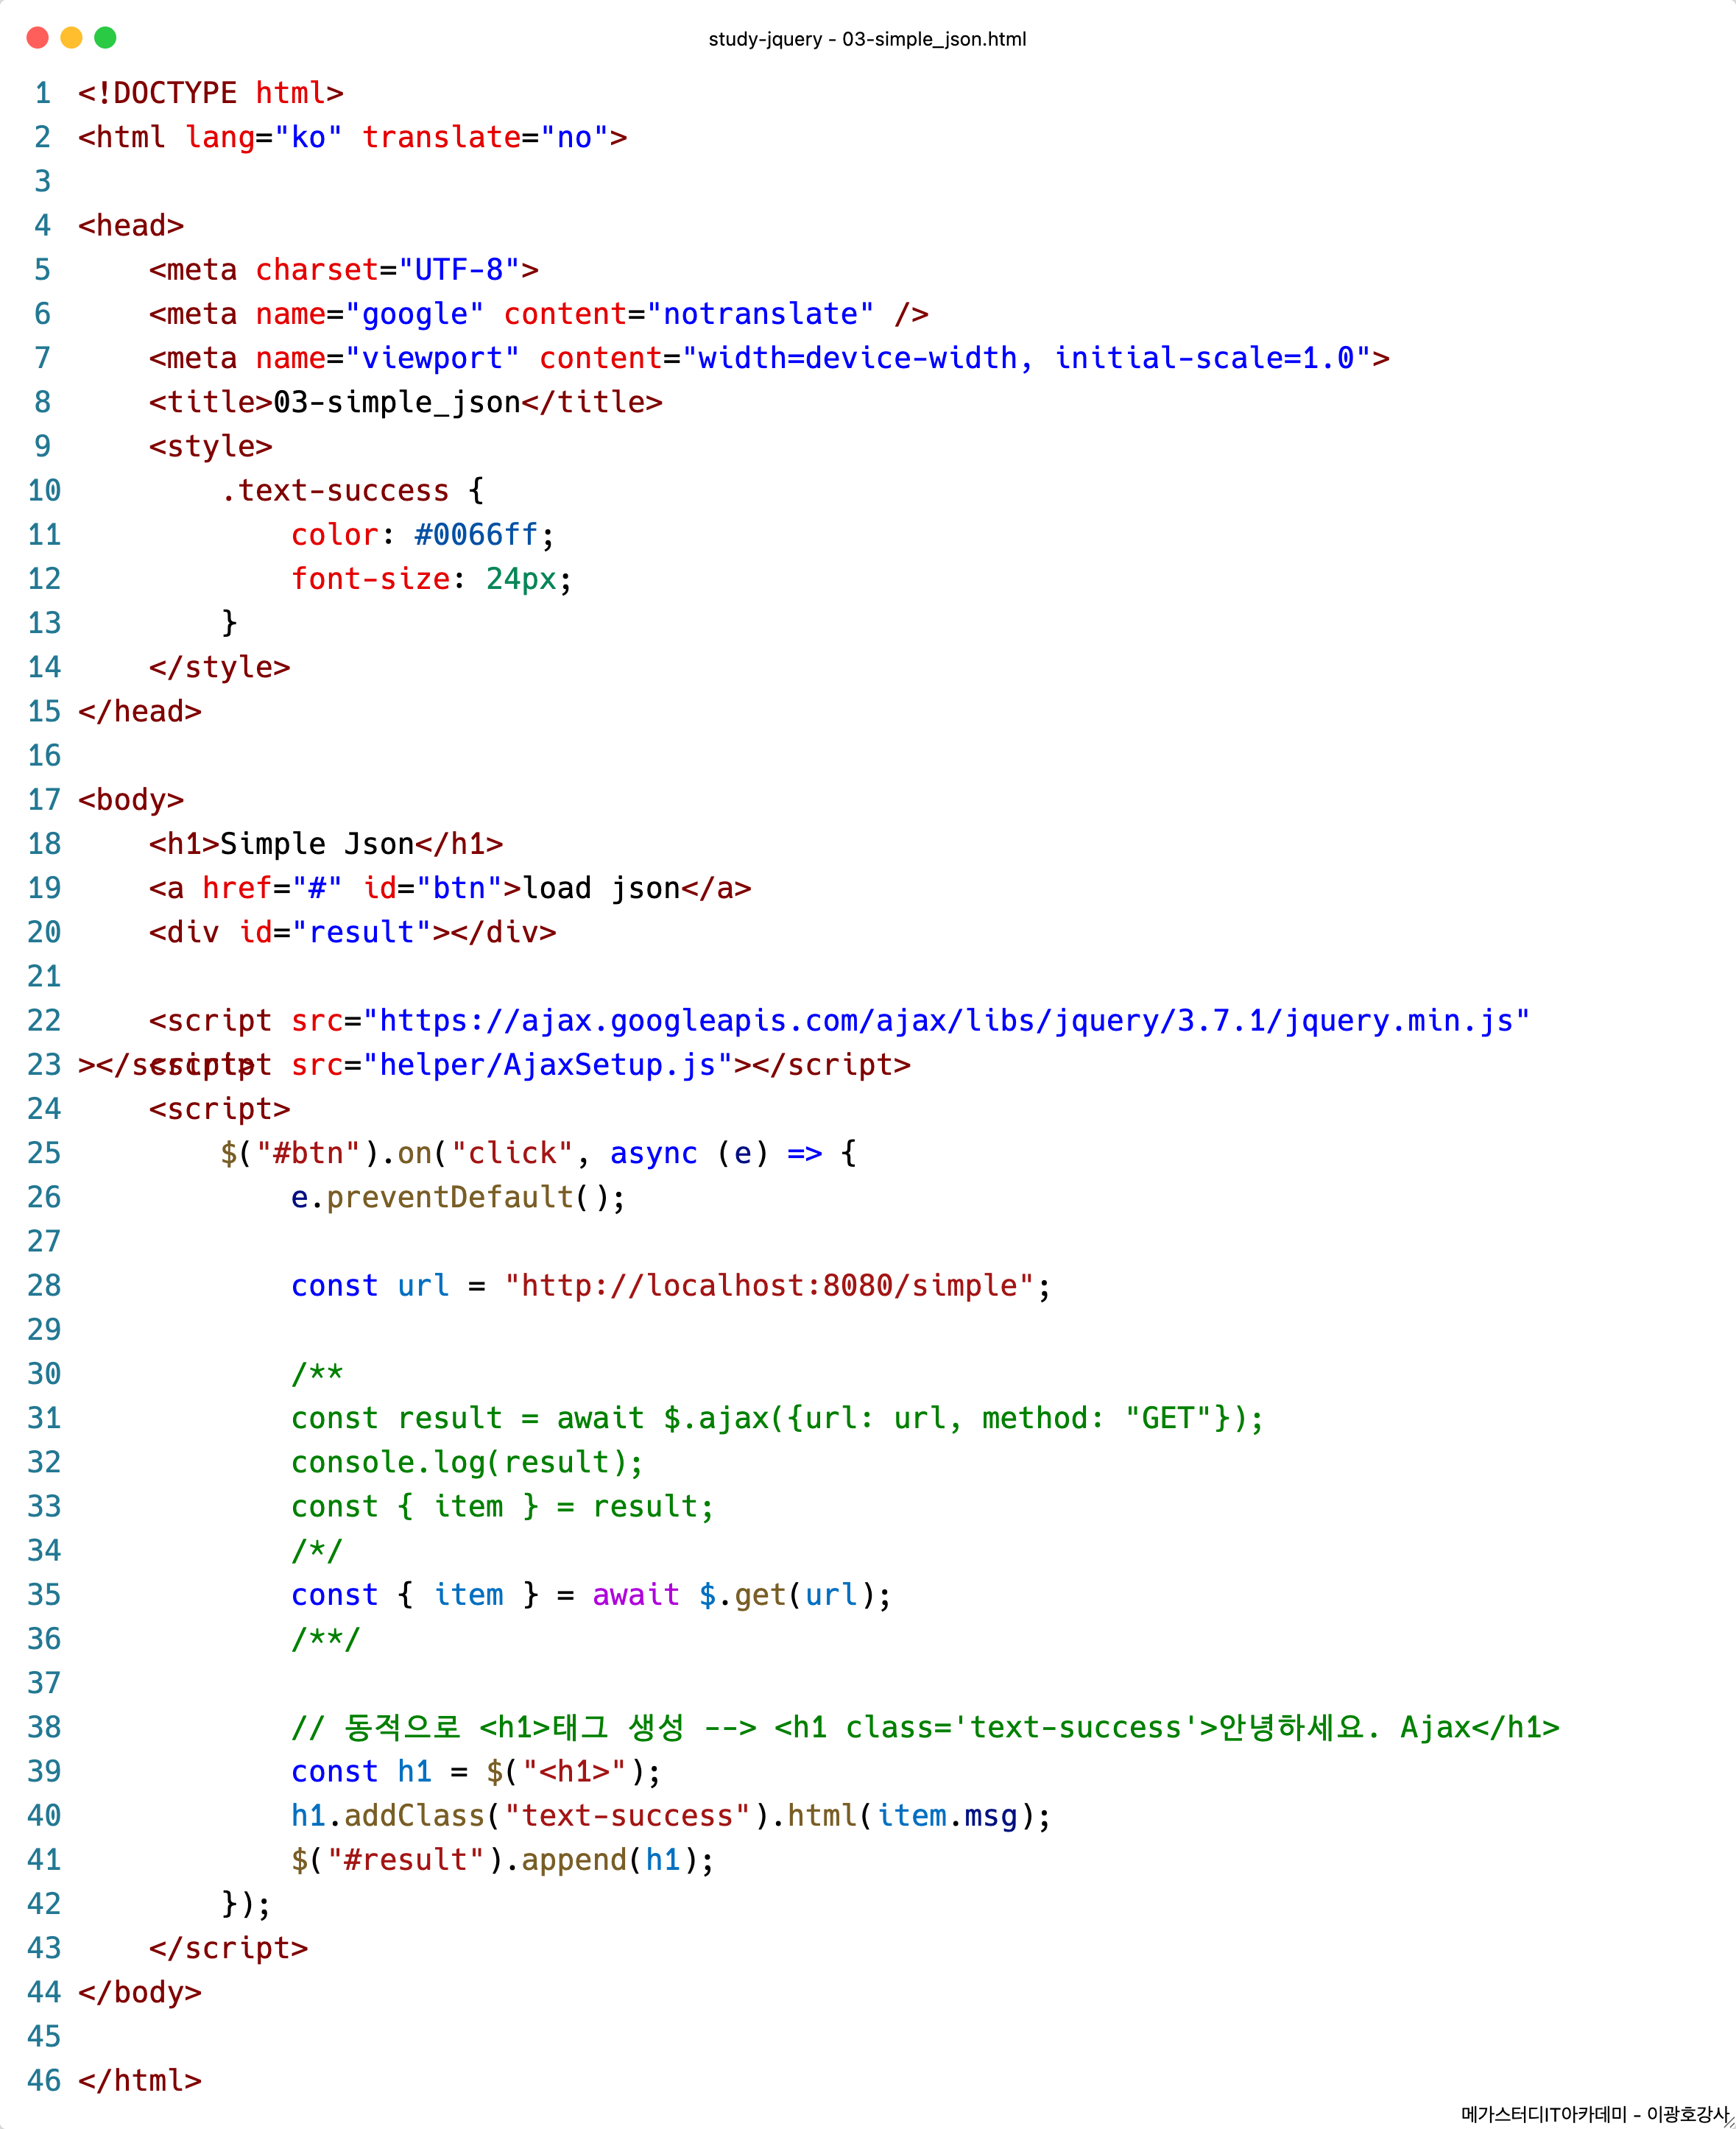 study-jquery - 03-simple_json.html
1 <!DOCTYPE html>
2 <html lang="ko" translate="no">
3
4 <head>
5     <meta charset="UTF-8">
6     <meta name="google" content="notranslate" />
7     <meta name="viewport" content="width=device-width, initial-scale=1.0">
8     <title>03-simple_json</title>
9     <style>
10         .text-success {
11             color: #0066ff;
12             font-size: 24px;
13         }
14     </style>
15 </head>
16
17 <body>
18     <h1>Simple Json</h1>
19     <a href="#" id="btn">load json</a>
20     <div id="result"></div>
21
22     <script src="https://ajax.googleapis.com/ajax/libs/jquery/3.7.1/jquery.min.js"
></script>
23     <script src="helper/AjaxSetup.js"></script>
24     <script>
25         $("#btn").on("click", async (e) => {
26             e.preventDefault();
27
28             const url = "http://localhost:8080/simple";
29
30             /**
31             const result = await $.ajax({url: url, method: "GET"});
32             console.log(result);
33             const { item } = result;
34             /*/
35             const { item } = await $.get(url);
36             /**/
37
38             // 동적으로 <h1>태그 생성 --> <h1 class='text-success'>안녕하세요. Ajax</h1>
39             const h1 = $("<h1>");
40             h1.addClass("text-success").html(item.msg);
41             $("#result").append(h1);
42         });
43     </script>
44 </body>
45
46 </html>
메가스터디IT아카데미 - 이광호강사